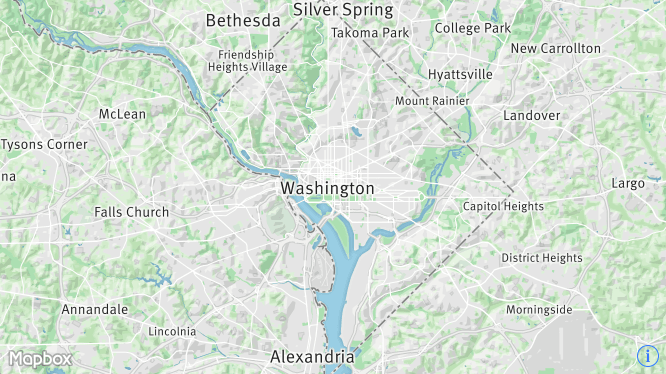 Silver Spring
Bethesda
Takoma Park
College Park
New Carrollton
Friendship
Heights Village
Hyattsville
Mount Rainier
McLean
Landover
Tysons Corner
na
Washington
Largo
Capitol Heights
Falls Church
District Heights
Annandale
Morningside
Lincolnia
Alexandria
Mapbox
i